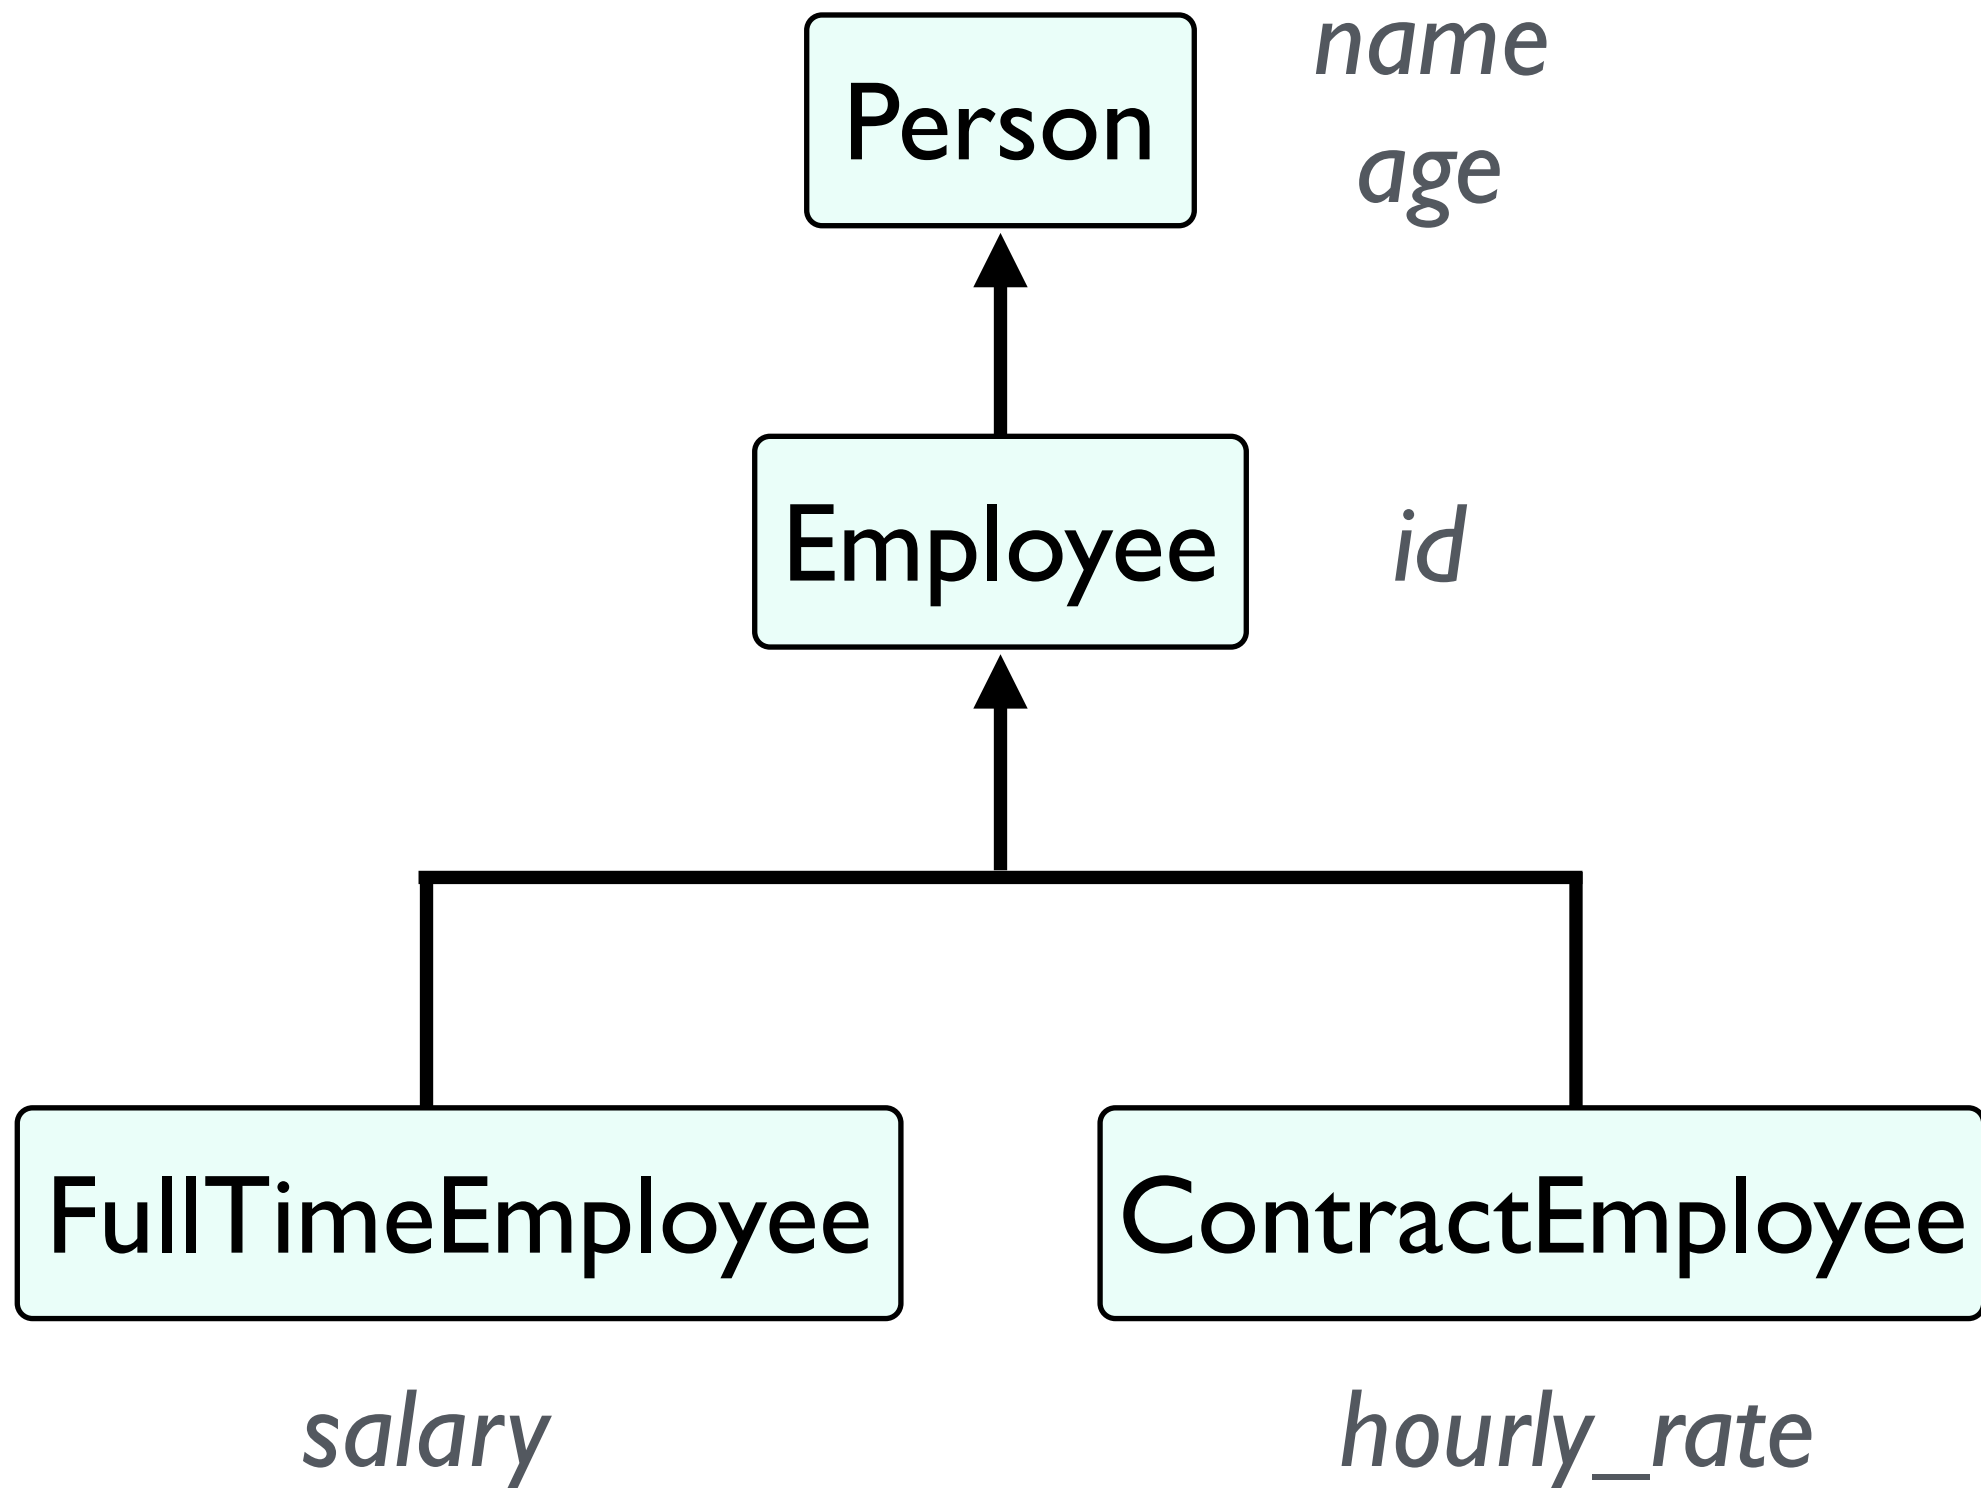 Person
name
age
Employee
id
FullTimeEmployee
ContractEmployee
salary
hourly_rate